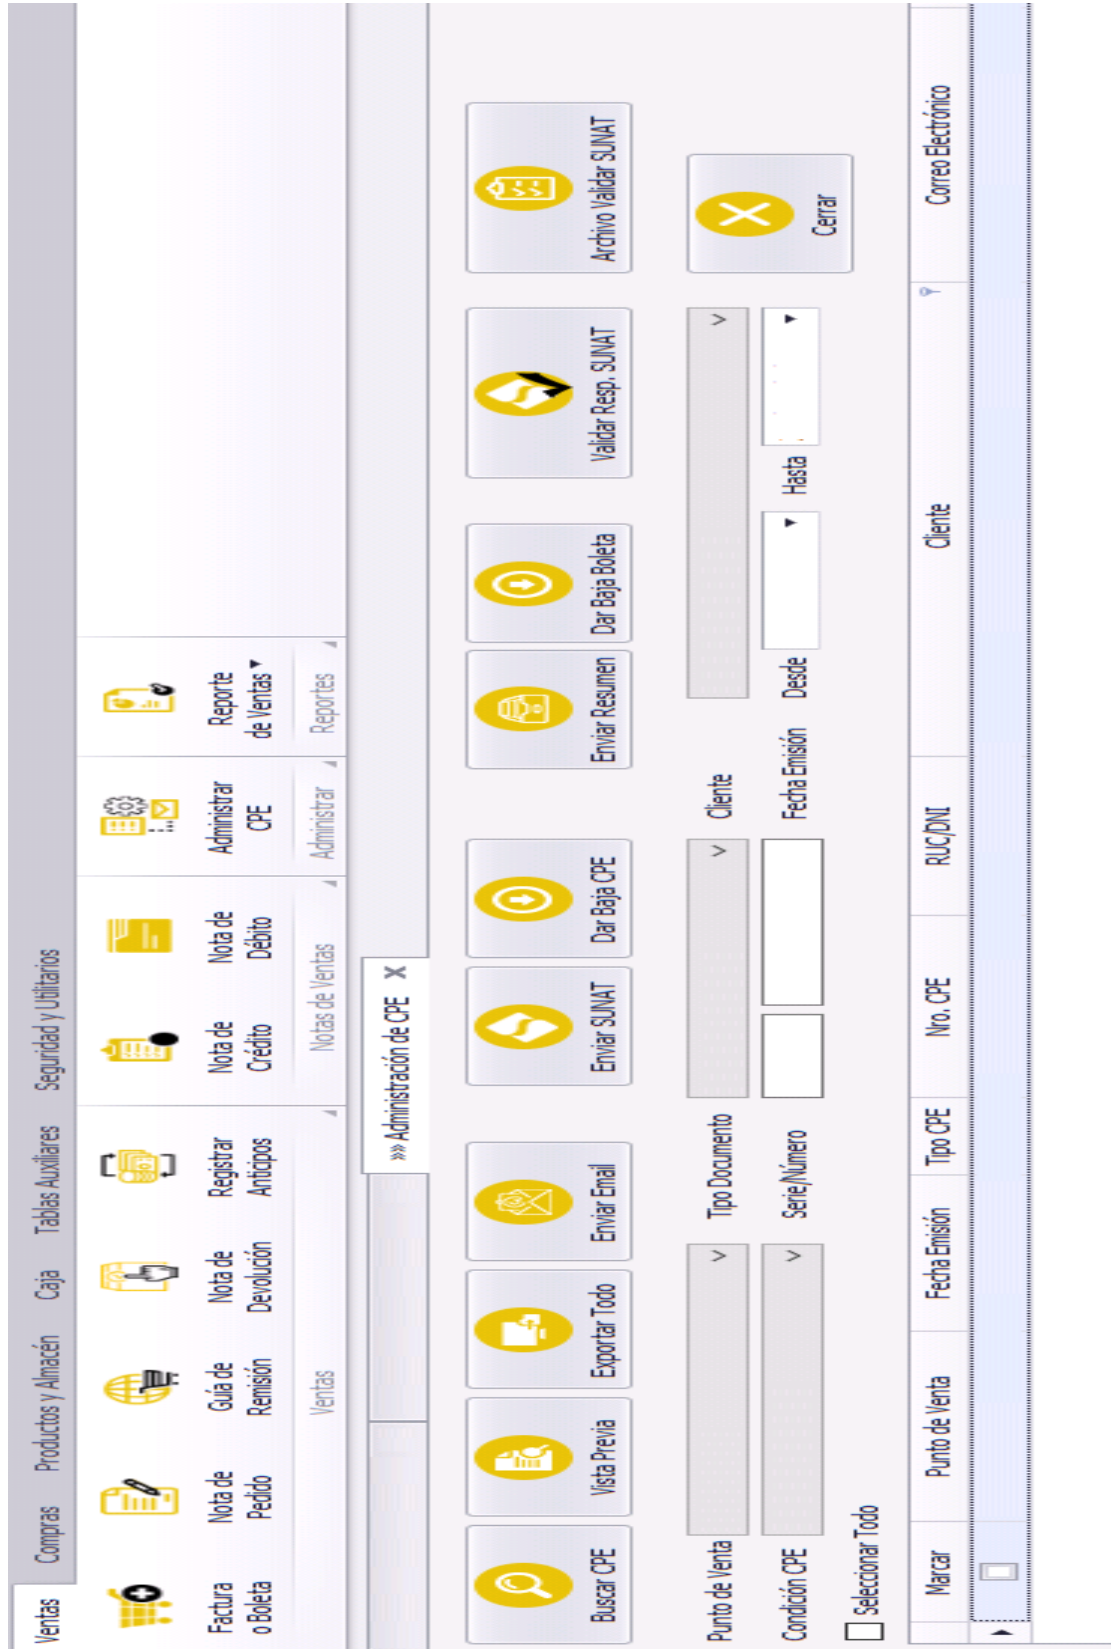 Ventas Compras Productos y Almacén Caja Tablas Auxiliares Seguridad y Utilitarios
Factura o Boleta
Nota de Pedido
Guía de Remisión
Nota de Devolución
Registrar Anticipos
Nota de Crédito
Nota de Débito
Administrar CPE
Reporte de Ventas
Ventas Notas de Ventas Administrar Reportes
»» Administración de CPE X
Buscar CPE Vista Previa Exportar Todo Enviar Email Enviar SUNAT Dar Baja CPE Enviar Resumen Dar Baja Boleta Validar Resp. SUNAT Archivo Validar SUNAT
Punto de Venta Tipo Documento Cliente
Condición CPE Serie/Número Fecha Emisión Desde Hasta
Cerrar
Seleccionar Todo
Marcar Punto de Venta Fecha Emisión Tipo CPE Nro. CPE RUC/DNI Cliente Correo Electrónico